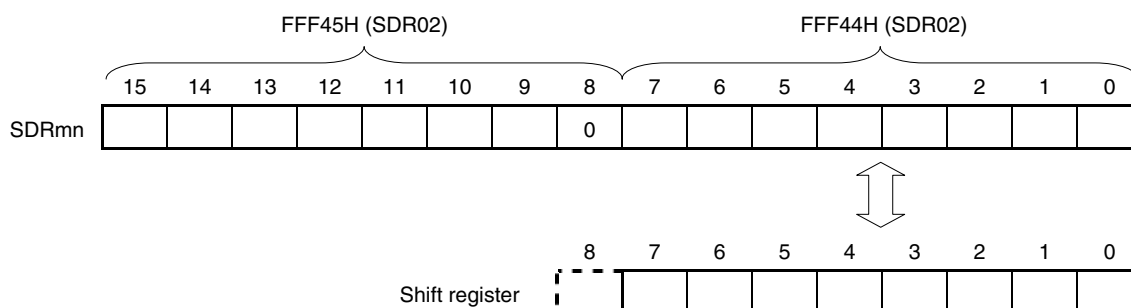 FFF45H (SDR02) FFF44H (SDR02)
15 14 13 12 11 10 9 8 7 6 5 4 3 2 1 0
SDRmn 0
8 7 6 5 4 3 2 1 0
Shift register